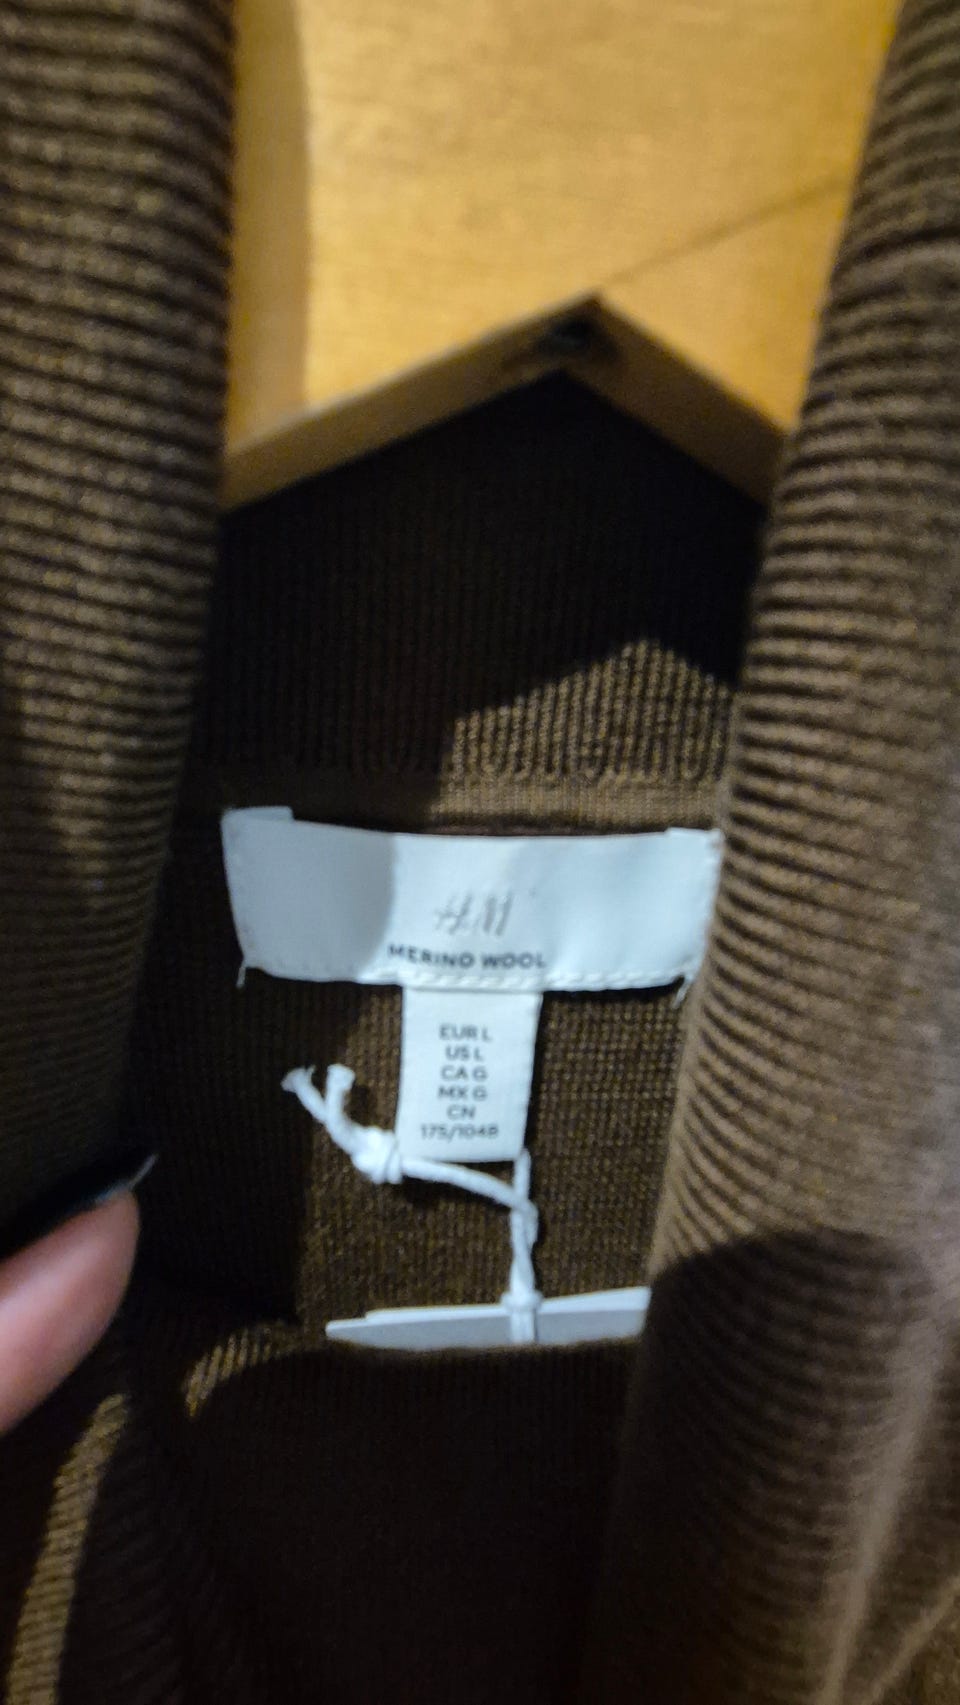 H&M
MERINO WOOL
EUR L
US L
CA G
MX G
CN
175/104B